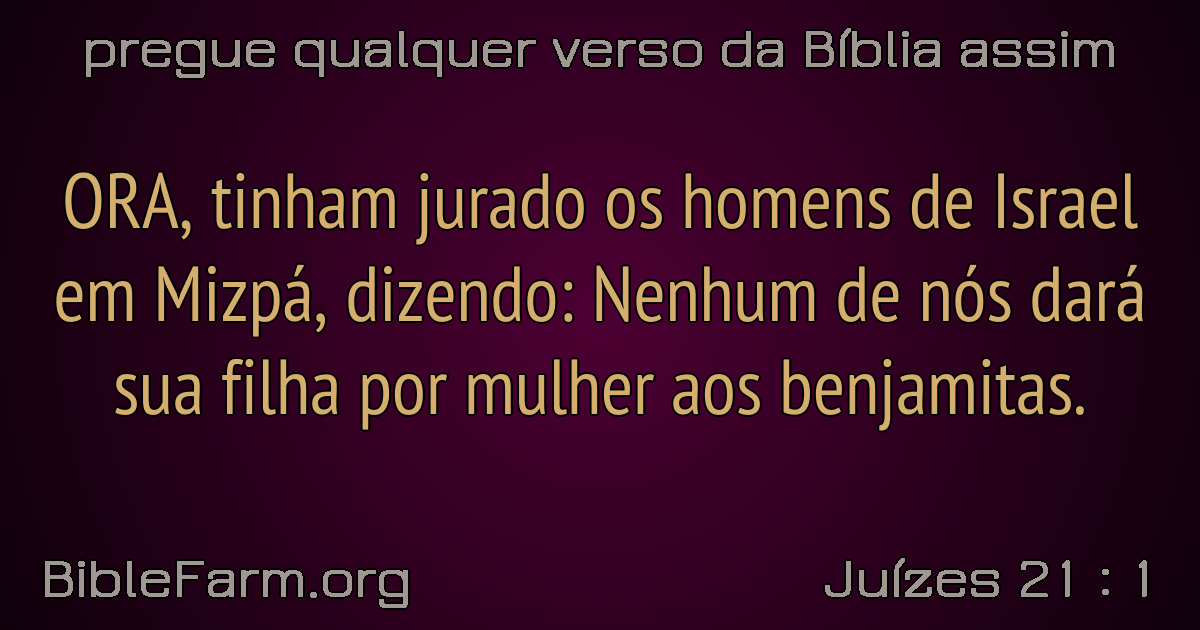 pregue qualquer verso da Bíblia assim
ORA, tinham jurado os homens de Israel
em Mizpá, dizendo: Nenhum de nós dará
sua filha por mulher aos benjamitas.
BibleFarm.org
Juízes 21 : 1